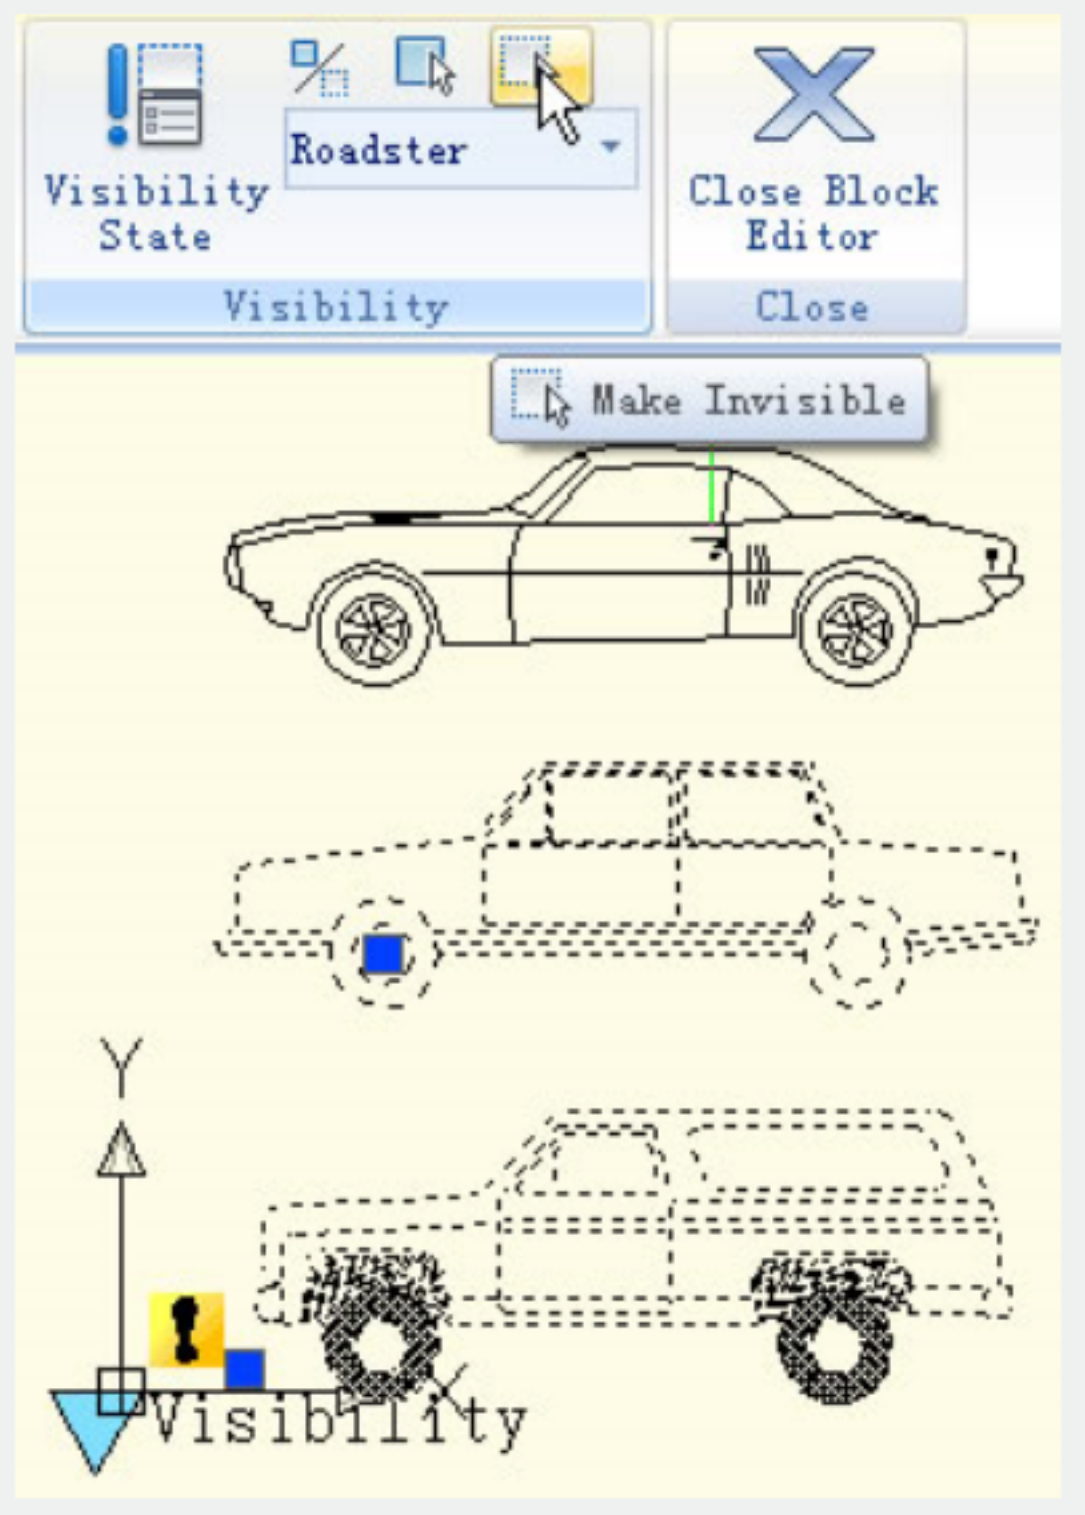 Roadster
Visibility
State
Close Block
Editor
Visibility
Close
Make Invisible
Y
X
Visibility